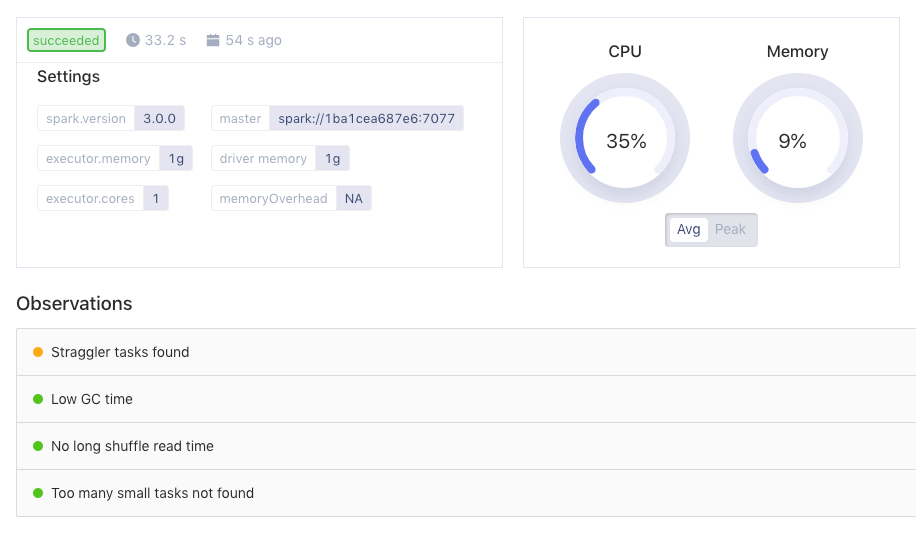 succeeded 33.2 s 54 s ago
Settings
spark.version 3.0.0 master spark://1ba1cea687e6:7077
executor.memory 1g driver memory 1g
executor.cores 1 memoryOverhead NA
CPU Memory
35% 9%
Avg Peak
Observations
Straggler tasks found
Low GC time
No long shuffle read time
Too many small tasks not found